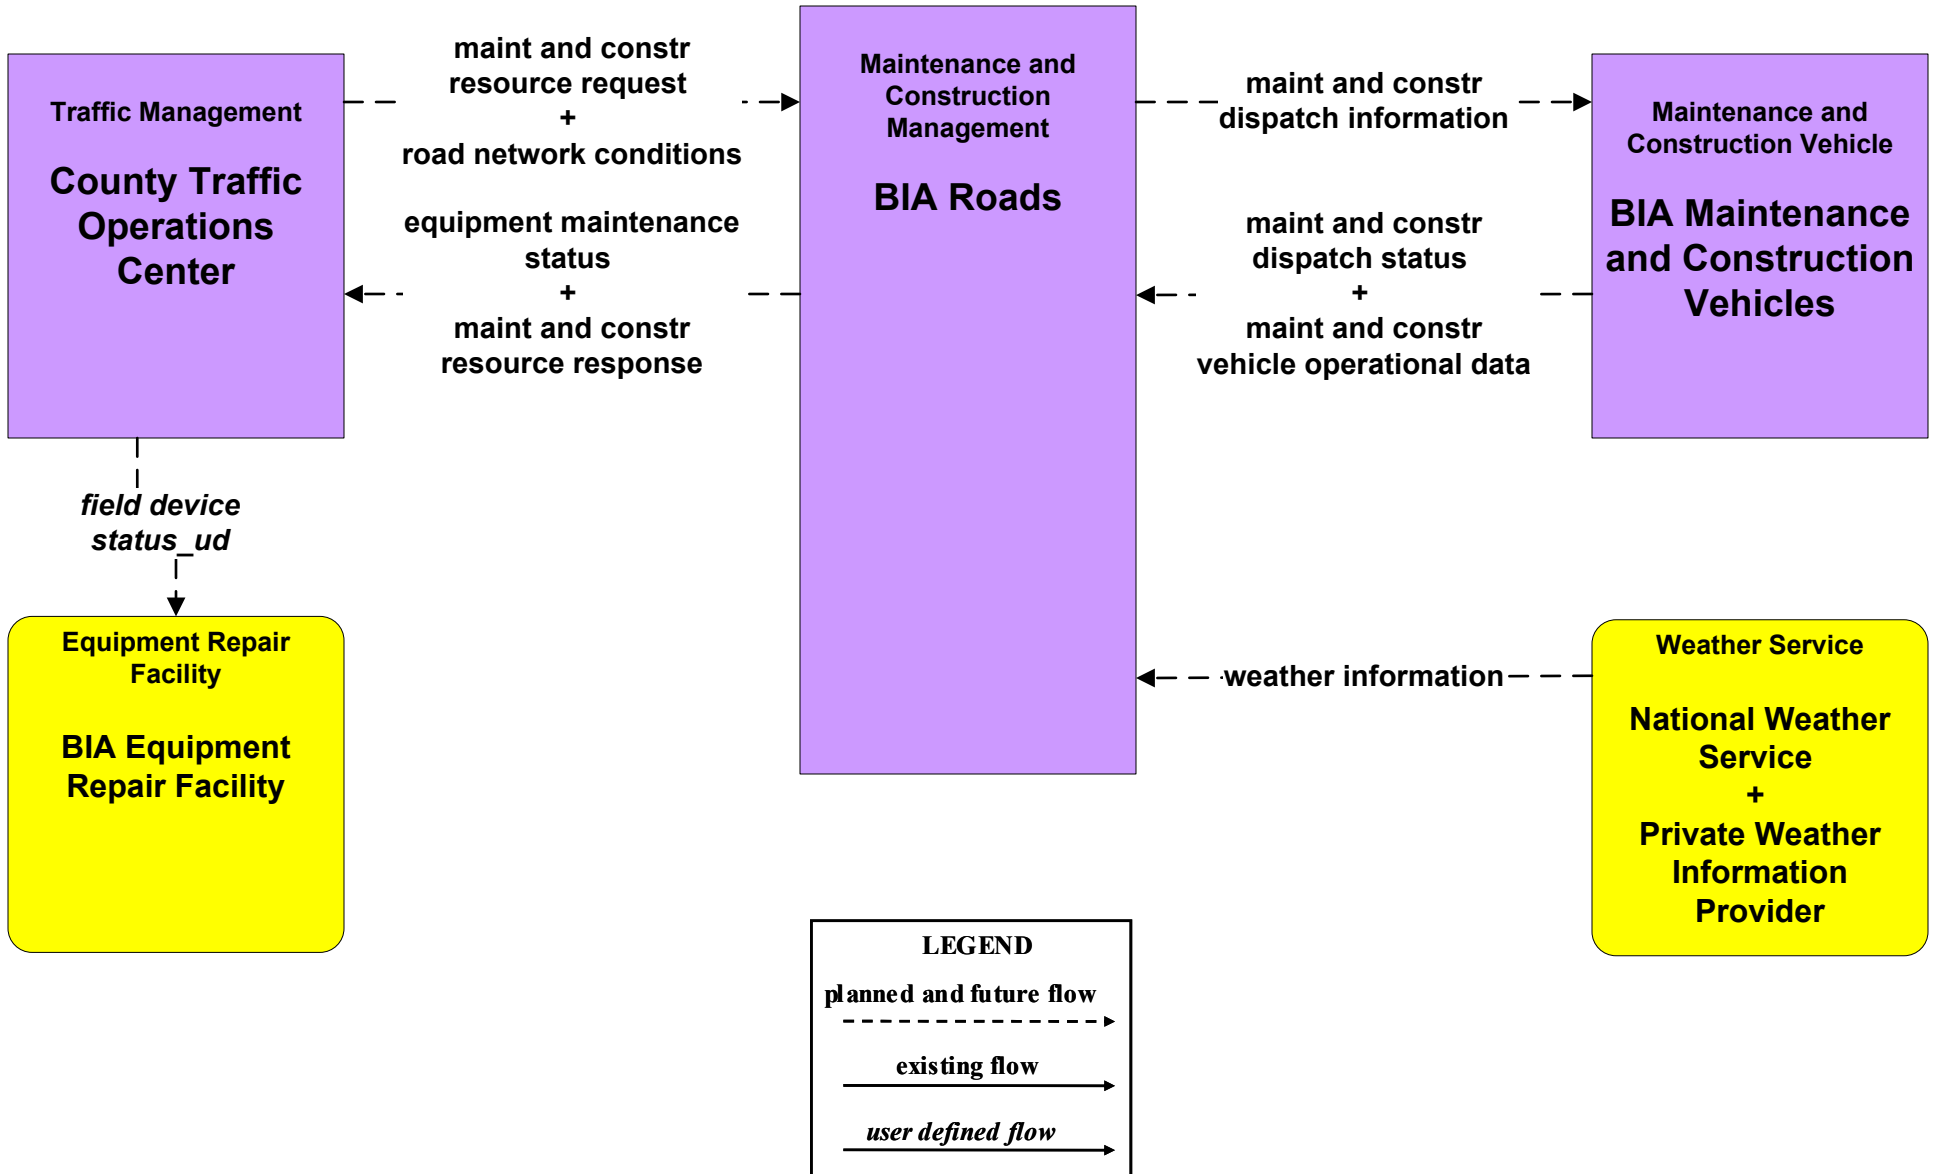 Traffic Management
County Traffic
Operations
Center
maint and constr
resource request
+
road network conditions
equipment maintenance
status
+
maint and constr
resource response
Maintenance and
Construction
Management
BIA Roads
maint and constr
dispatch information
maint and constr
dispatch status
+
maint and constr
vehicle operational data
Maintenance and
Construction Vehicle
BIA Maintenance
and Construction
Vehicles
field device
status_ud
Equipment Repair
Facility
BIA Equipment
Repair Facility
weather information
Weather Service
National Weather
Service
+
Private Weather
Information
Provider
LEGEND
planned and future flow
existing flow
user defined flow